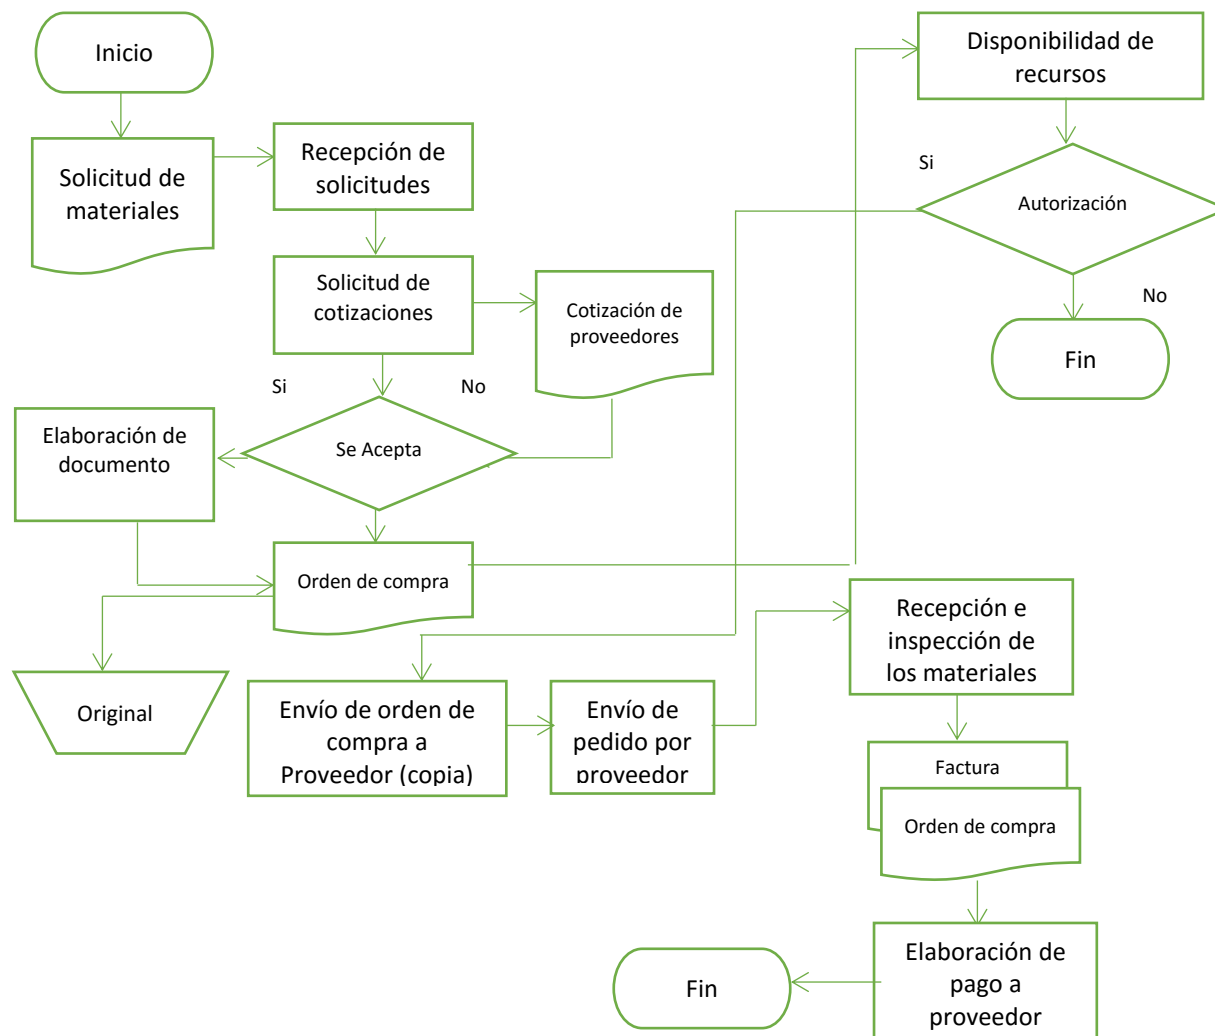 Inicio
Solicitud de
materiales
Recepción de
solicitudes
Solicitud de
cotizaciones
Cotización de
proveedores
Si
No
Se Acepta
Elaboración de
documento
Orden de compra
Original
Disponibilidad de
recursos
Si
Autorización
No
Fin
Envío de orden de
compra a
Proveedor (copia)
Envío de
pedido por
proveedor
Recepción e
inspección de
los materiales
Factura
Orden de compra
Elaboración de
pago a
proveedor
Fin